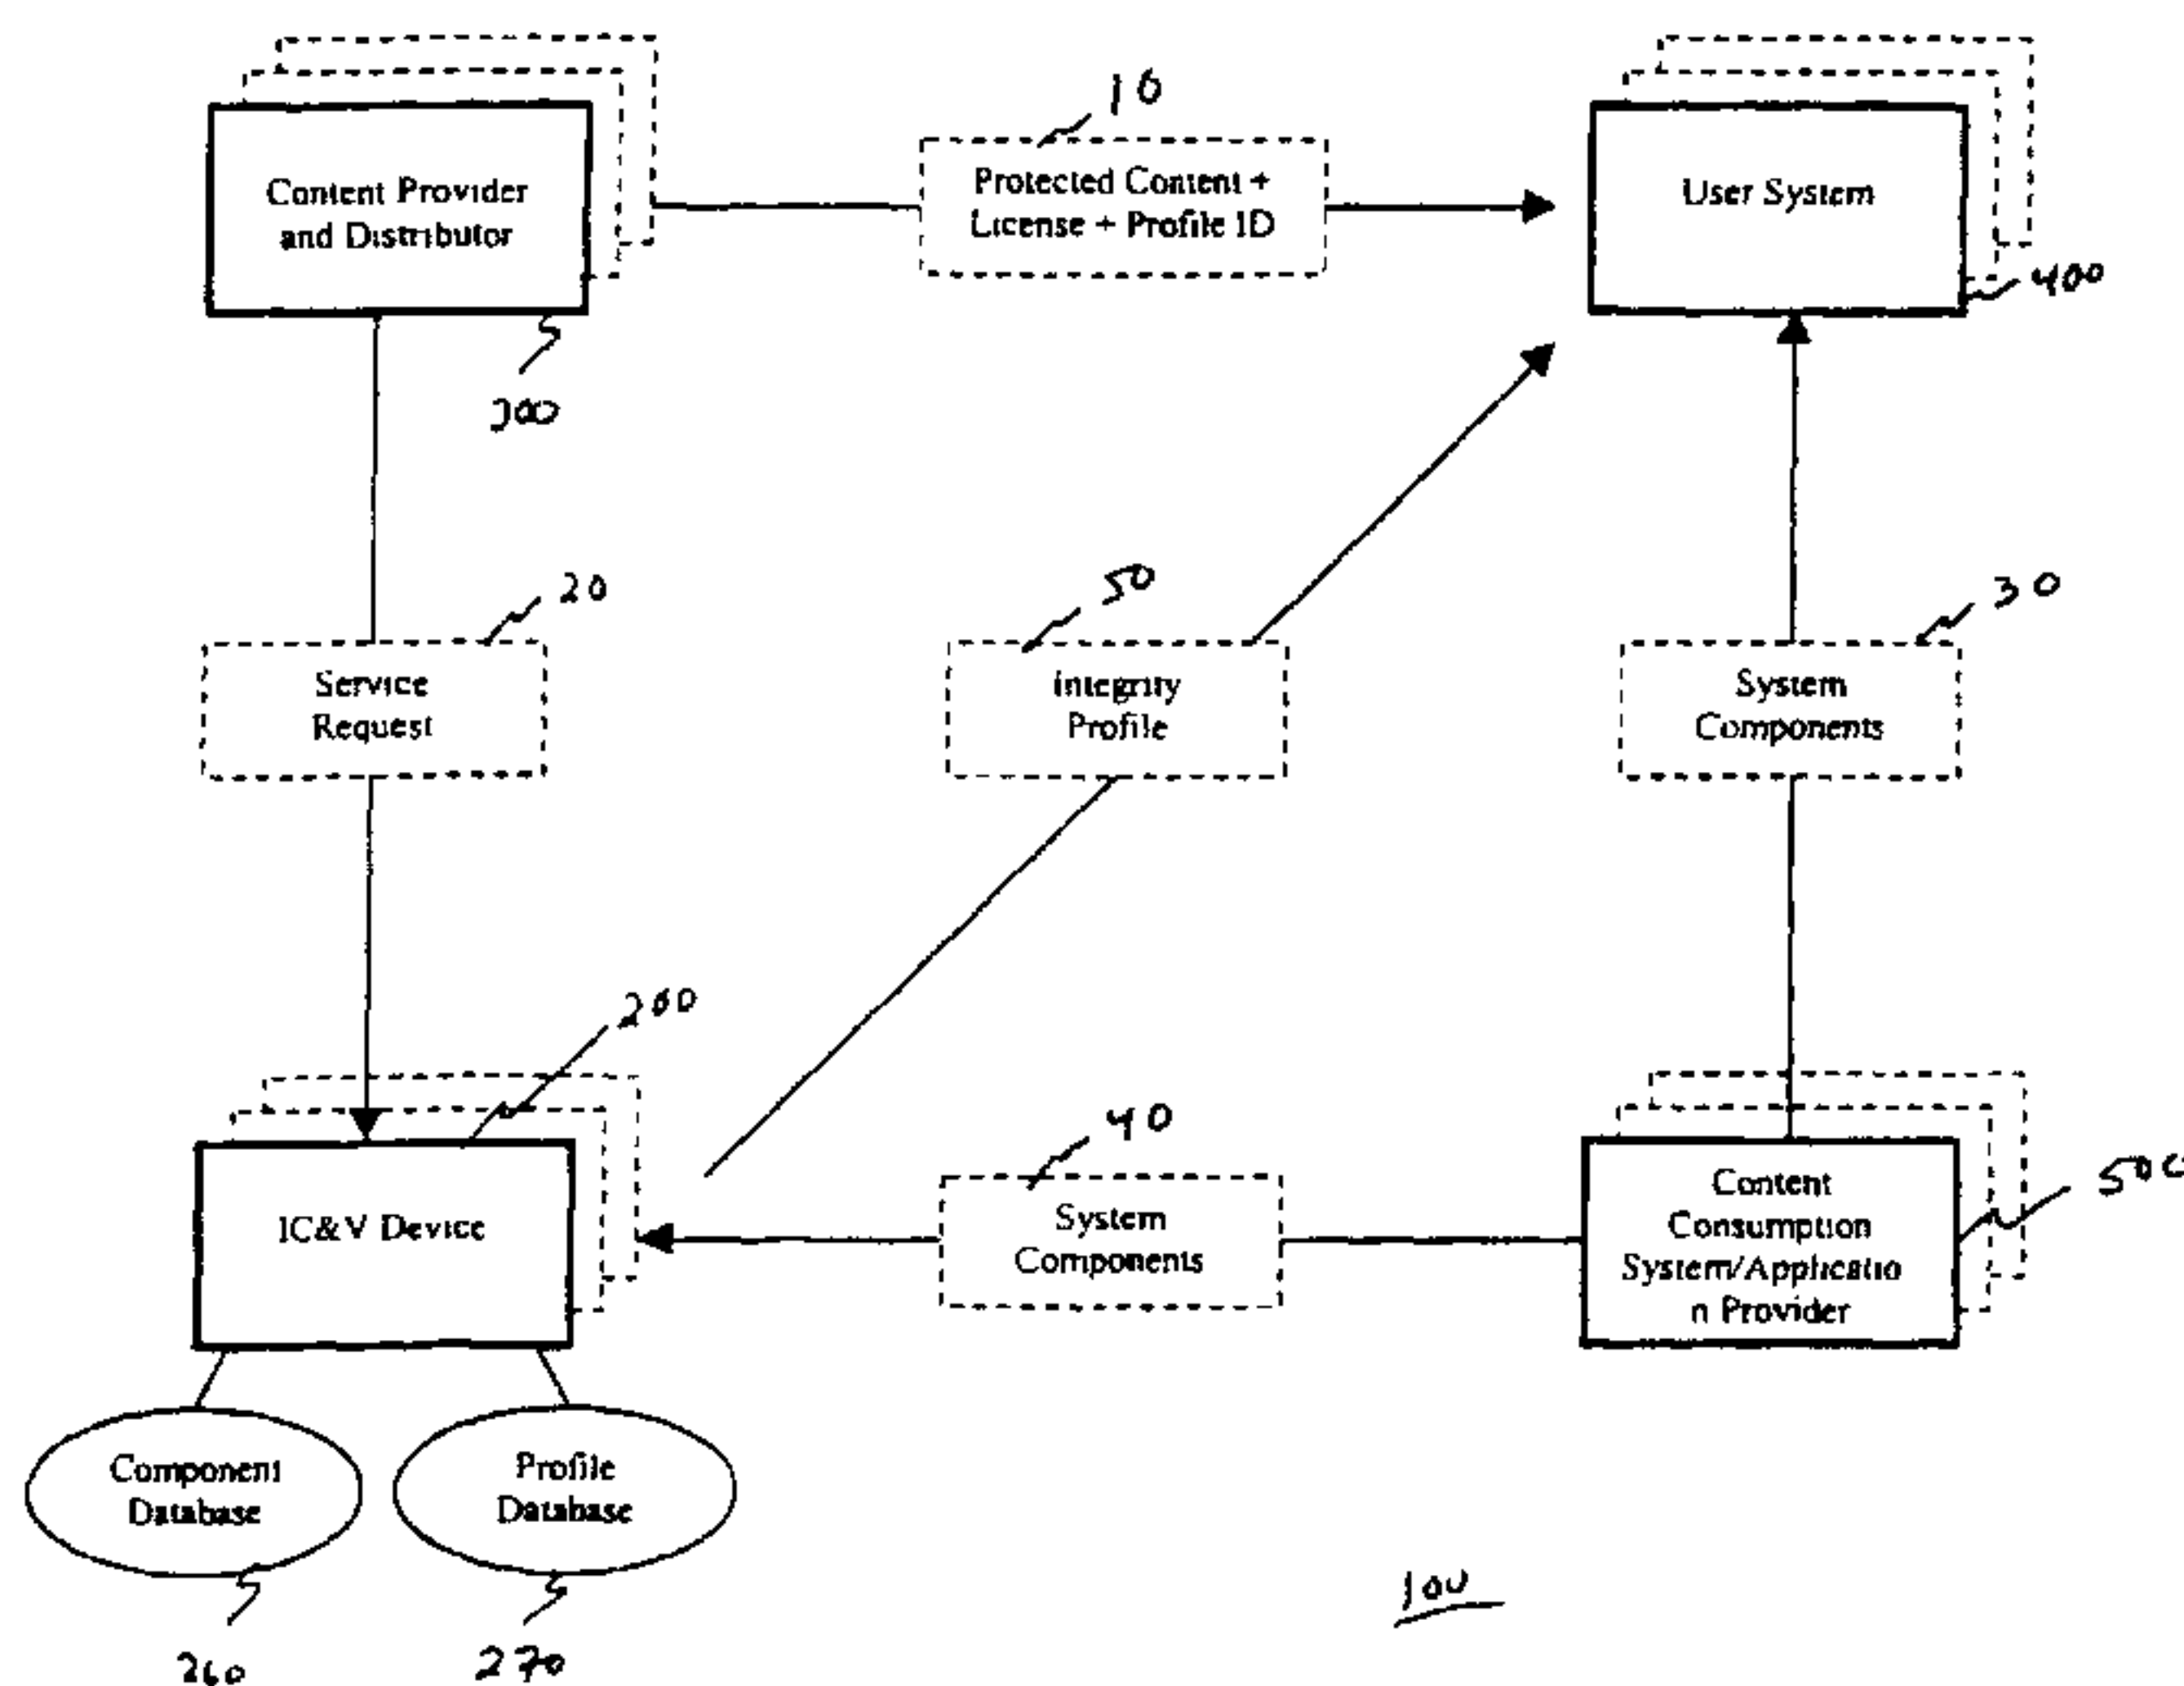 10
Protected Content +
License + Profile ID
Content Provider
and Distributor
User System
400
300
20
50
30
Service
Request
Integrity
Profile
System
Components
200
40
IC&V Device
System
Components
Content
Consumption
System/Applicatio
n Provider
500
Component
Database
Profile
Database
260
270
100